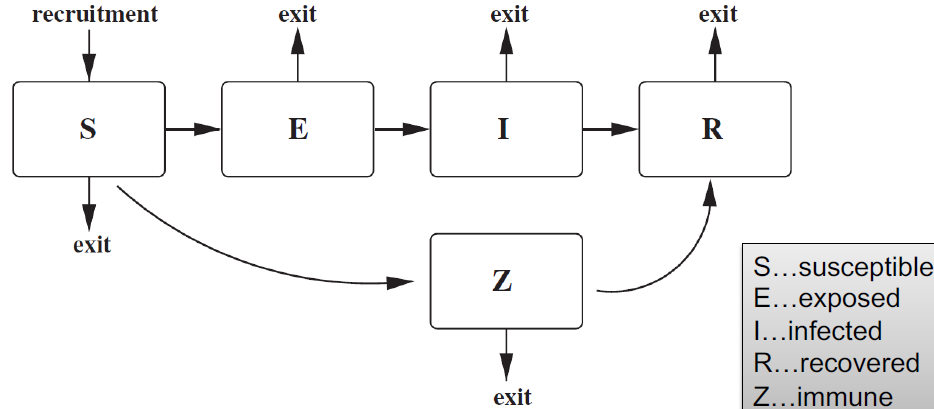 recruitment
exit
exit
exit
S
E
I
R
exit
Z
exit
S...susceptible
E...exposed
I...infected
R...recovered
Z...immune